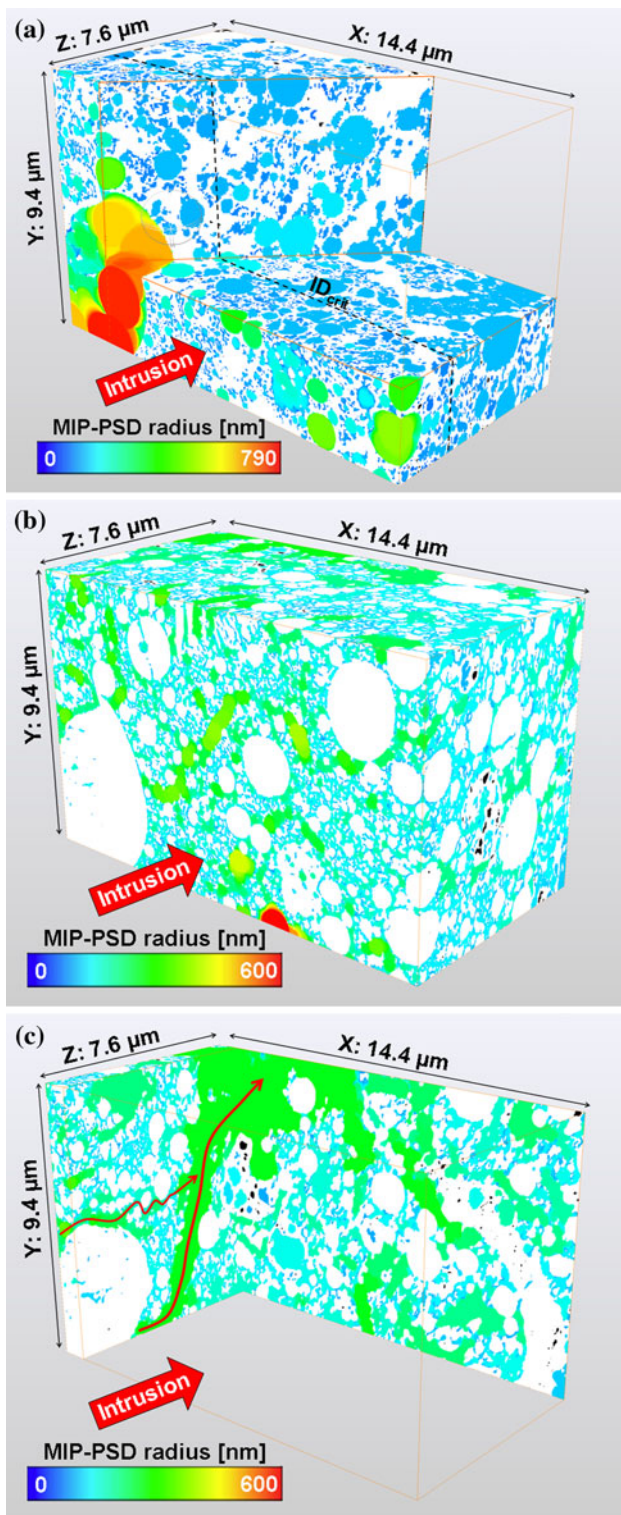 (a)
Z: 7.6 µm
X: 14.4 µm
Y: 9.4 µm
ID crit.
Intrusion
MIP-PSD radius [nm]
0 790
(b)
Z: 7.6 µm
X: 14.4 µm
Y: 9.4 µm
Intrusion
MIP-PSD radius [nm]
0 600
(c)
Z: 7.6 µm
X: 14.4 µm
Y: 9.4 µm
Intrusion
MIP-PSD radius [nm]
0 600